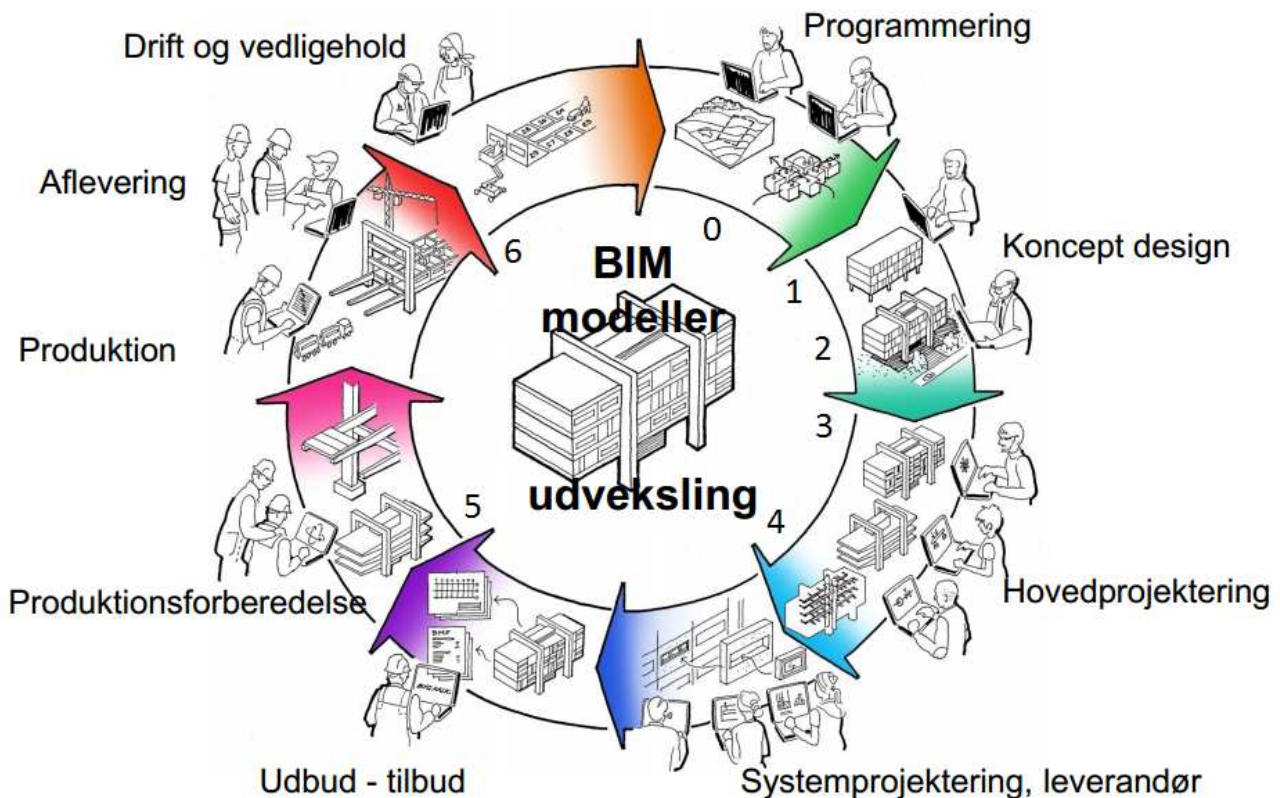 Programmering
Koncept design
Hovedprojektering
Systemprojektering, leverandør
Udbud - tilbud
Produktionsforberedelse
Produktion
Aflevering
Drift og vedligehold
0
1
2
3
4
5
6
BIM
modeller
udveksling